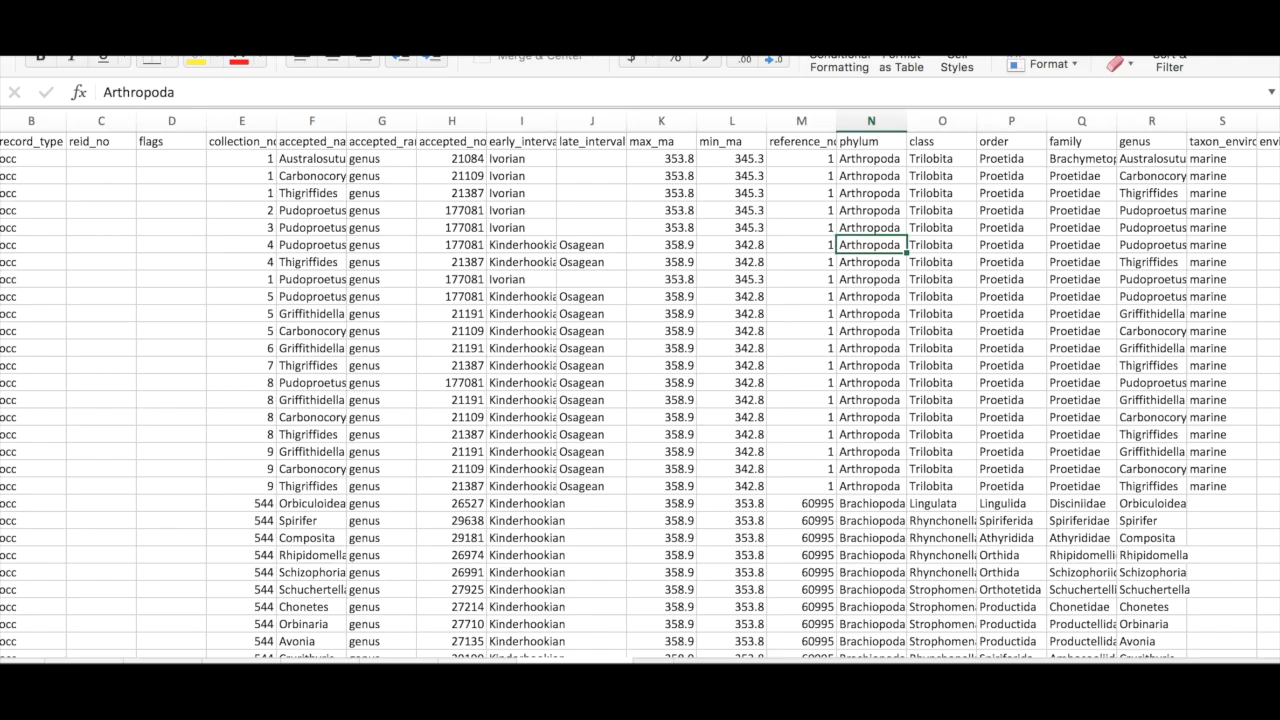 B I U Merge & Center $ % Conditional Format Cell Sort &
Formatting as Table Styles Format Filter
fx Arthropoda
B C D E F G H I J K L M N O P Q R S
record_type reid_no flags collection_no accepted_na accepted_ra accepted_no early_interva late_interval max_ma min_ma reference_no phylum class order family genus taxon_enviro envi
occ 1 Australosutu genus 21084 Ivorian 353.8 345.3 1 Arthropoda Trilobita Proetida Brachymetop Australosutu marine
occ 1 Carbonocory genus 21109 Ivorian 353.8 345.3 1 Arthropoda Trilobita Proetida Proetidae Carbonocory marine
occ 1 Thigriffides genus 21387 Ivorian 353.8 345.3 1 Arthropoda Trilobita Proetida Proetidae Thigriffides marine
occ 2 Pudoproetus genus 177081 Ivorian 353.8 345.3 1 Arthropoda Trilobita Proetida Proetidae Pudoproetus marine
occ 3 Pudoproetus genus 177081 Ivorian 353.8 345.3 1 Arthropoda Trilobita Proetida Proetidae Pudoproetus marine
occ 4 Pudoproetus genus 177081 Kinderhookia Osagean 358.9 342.8 1 Arthropoda Trilobita Proetida Proetidae Pudoproetus marine
occ 4 Thigriffides genus 21387 Kinderhookia Osagean 358.9 342.8 1 Arthropoda Trilobita Proetida Proetidae Thigriffides marine
occ 1 Pudoproetus genus 177081 Ivorian 353.8 345.3 1 Arthropoda Trilobita Proetida Proetidae Pudoproetus marine
occ 5 Pudoproetus genus 177081 Kinderhookia Osagean 358.9 342.8 1 Arthropoda Trilobita Proetida Proetidae Pudoproetus marine
occ 5 Griffithidella genus 21191 Kinderhookia Osagean 358.9 342.8 1 Arthropoda Trilobita Proetida Proetidae Griffithidella marine
occ 5 Carbonocory genus 21109 Kinderhookia Osagean 358.9 342.8 1 Arthropoda Trilobita Proetida Proetidae Carbonocory marine
occ 6 Griffithidella genus 21191 Kinderhookia Osagean 358.9 342.8 1 Arthropoda Trilobita Proetida Proetidae Griffithidella marine
occ 7 Thigriffides genus 21387 Kinderhookia Osagean 358.9 342.8 1 Arthropoda Trilobita Proetida Proetidae Thigriffides marine
occ 8 Pudoproetus genus 177081 Kinderhookia Osagean 358.9 342.8 1 Arthropoda Trilobita Proetida Proetidae Pudoproetus marine
occ 8 Griffithidella genus 21191 Kinderhookia Osagean 358.9 342.8 1 Arthropoda Trilobita Proetida Proetidae Griffithidella marine
occ 8 Carbonocory genus 21109 Kinderhookia Osagean 358.9 342.8 1 Arthropoda Trilobita Proetida Proetidae Carbonocory marine
occ 8 Thigriffides genus 21387 Kinderhookia Osagean 358.9 342.8 1 Arthropoda Trilobita Proetida Proetidae Thigriffides marine
occ 9 Griffithidella genus 21191 Kinderhookia Osagean 358.9 342.8 1 Arthropoda Trilobita Proetida Proetidae Griffithidella marine
occ 9 Carbonocory genus 21109 Kinderhookia Osagean 358.9 342.8 1 Arthropoda Trilobita Proetida Proetidae Carbonocory marine
occ 9 Thigriffides genus 21387 Kinderhookia Osagean 358.9 342.8 1 Arthropoda Trilobita Proetida Proetidae Thigriffides marine
occ 544 Orbiculoidea genus 26527 Kinderhookian 358.9 353.8 60995 Brachiopoda Lingulata Lingulida Disciniidae Orbiculoidea
occ 544 Spirifer genus 29638 Kinderhookian 358.9 353.8 60995 Brachiopoda Rhynchonella Spiriferida Spiriferidae Spirifer
occ 544 Composita genus 29181 Kinderhookian 358.9 353.8 60995 Brachiopoda Rhynchonella Athyridida Athyrididae Composita
occ 544 Rhipidomella genus 26974 Kinderhookian 358.9 353.8 60995 Brachiopoda Rhynchonella Orthida Rhipidomelli Rhipidomella
occ 544 Schizophoria genus 26991 Kinderhookian 358.9 353.8 60995 Brachiopoda Rhynchonella Orthida Schizophoriic Schizophoria
occ 544 Schuchertella genus 27925 Kinderhookian 358.9 353.8 60995 Brachiopoda Strophomen Orthotetida Schuchertelli Schuchertella
occ 544 Chonetes genus 27214 Kinderhookian 358.9 353.8 60995 Brachiopoda Strophomen Productida Chonetidae Chonetes
occ 544 Orbinaria genus 27710 Kinderhookian 358.9 353.8 60995 Brachiopoda Strophomen Productida Productellida Orbinaria
occ 544 Avonia genus 27135 Kinderhookian 358.9 353.8 60995 Brachiopoda Strophomen Productida Productellida Avonia